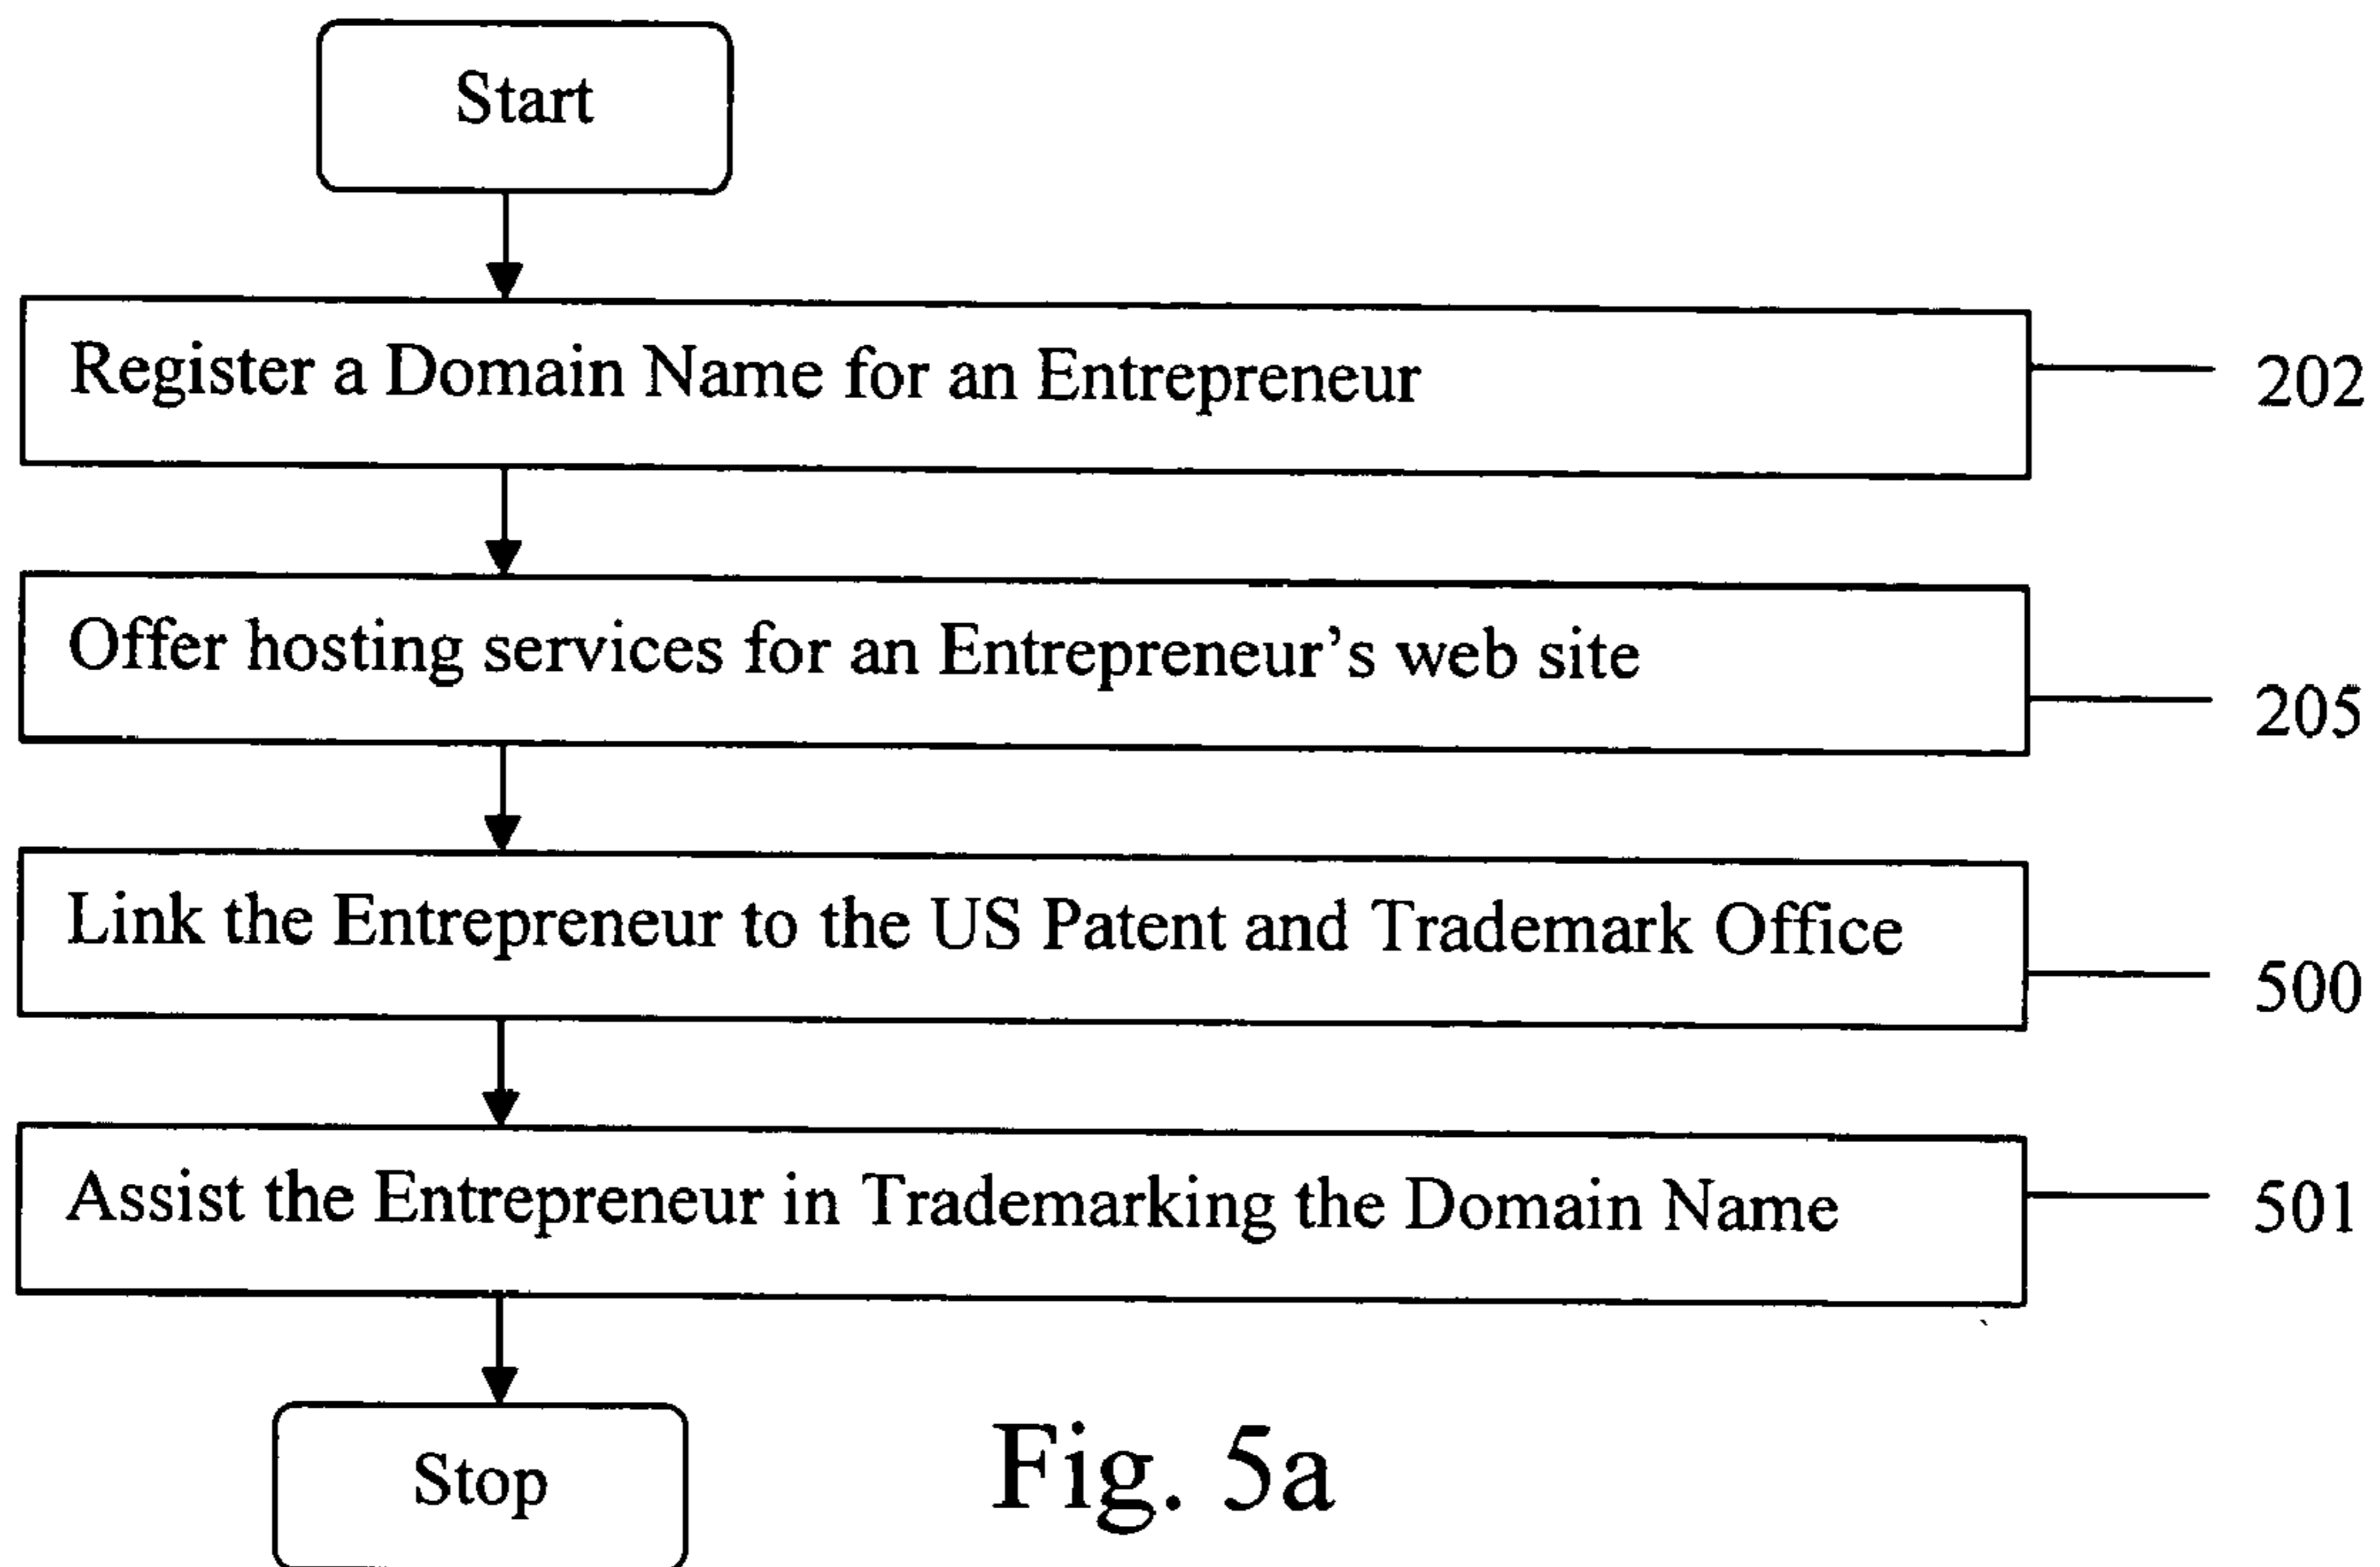 Start
Register a Domain Name for an Entrepreneur
202
Offer hosting services for an Entrepreneur’s web site
205
Link the Entrepreneur to the US Patent and Trademark Office
500
Assist the Entrepreneur in Trademarking the Domain Name
501
Stop
Fig. 5a